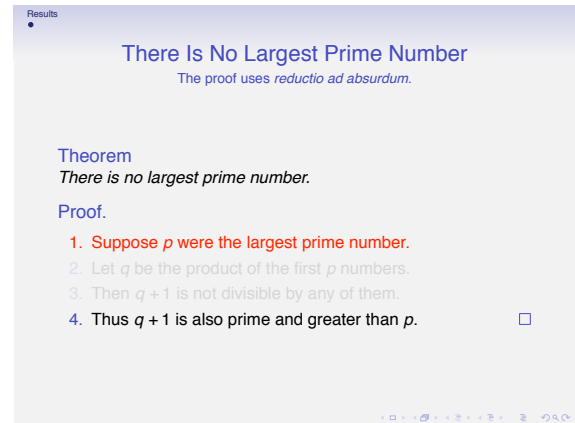 Results
There Is No Largest Prime Number
The proof uses reductio ad absurdum.
Theorem
There is no largest prime number.
Proof.
1. Suppose p were the largest prime number.
2. Let q be the product of the first p numbers.
3. Then q + 1 is not divisible by any of them.
4. Thus q + 1 is also prime and greater than p.